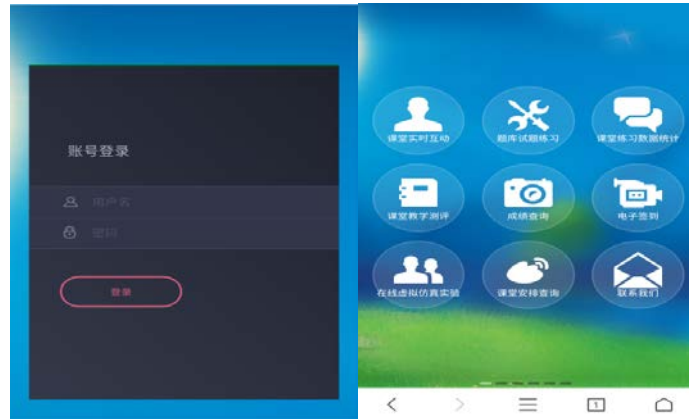 账号登录
用户名
密码
登录
课堂实时互动
题库试题练习
课堂练习数据统计
课堂教学测评
成绩查询
电子签到
在线虚拟仿真实验
课堂安排查询
联系我们
1